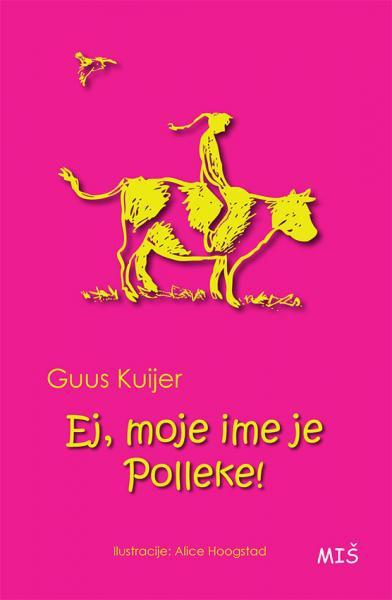 Guus Kuijer
Ej, moje ime je
Polleke!
Ilustracije: Alice Hoogstad
MIŠ